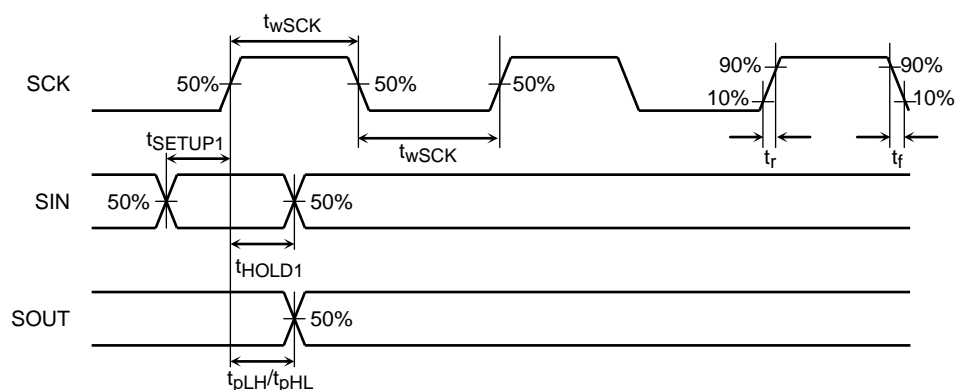 twSCK
SCK
50%
50%
50%
90%
90%
10%
10%
tSETUP1
twSCK
tr
tf
SIN
50%
50%
tHOLD1
SOUT
50%
tpLH/tpHL